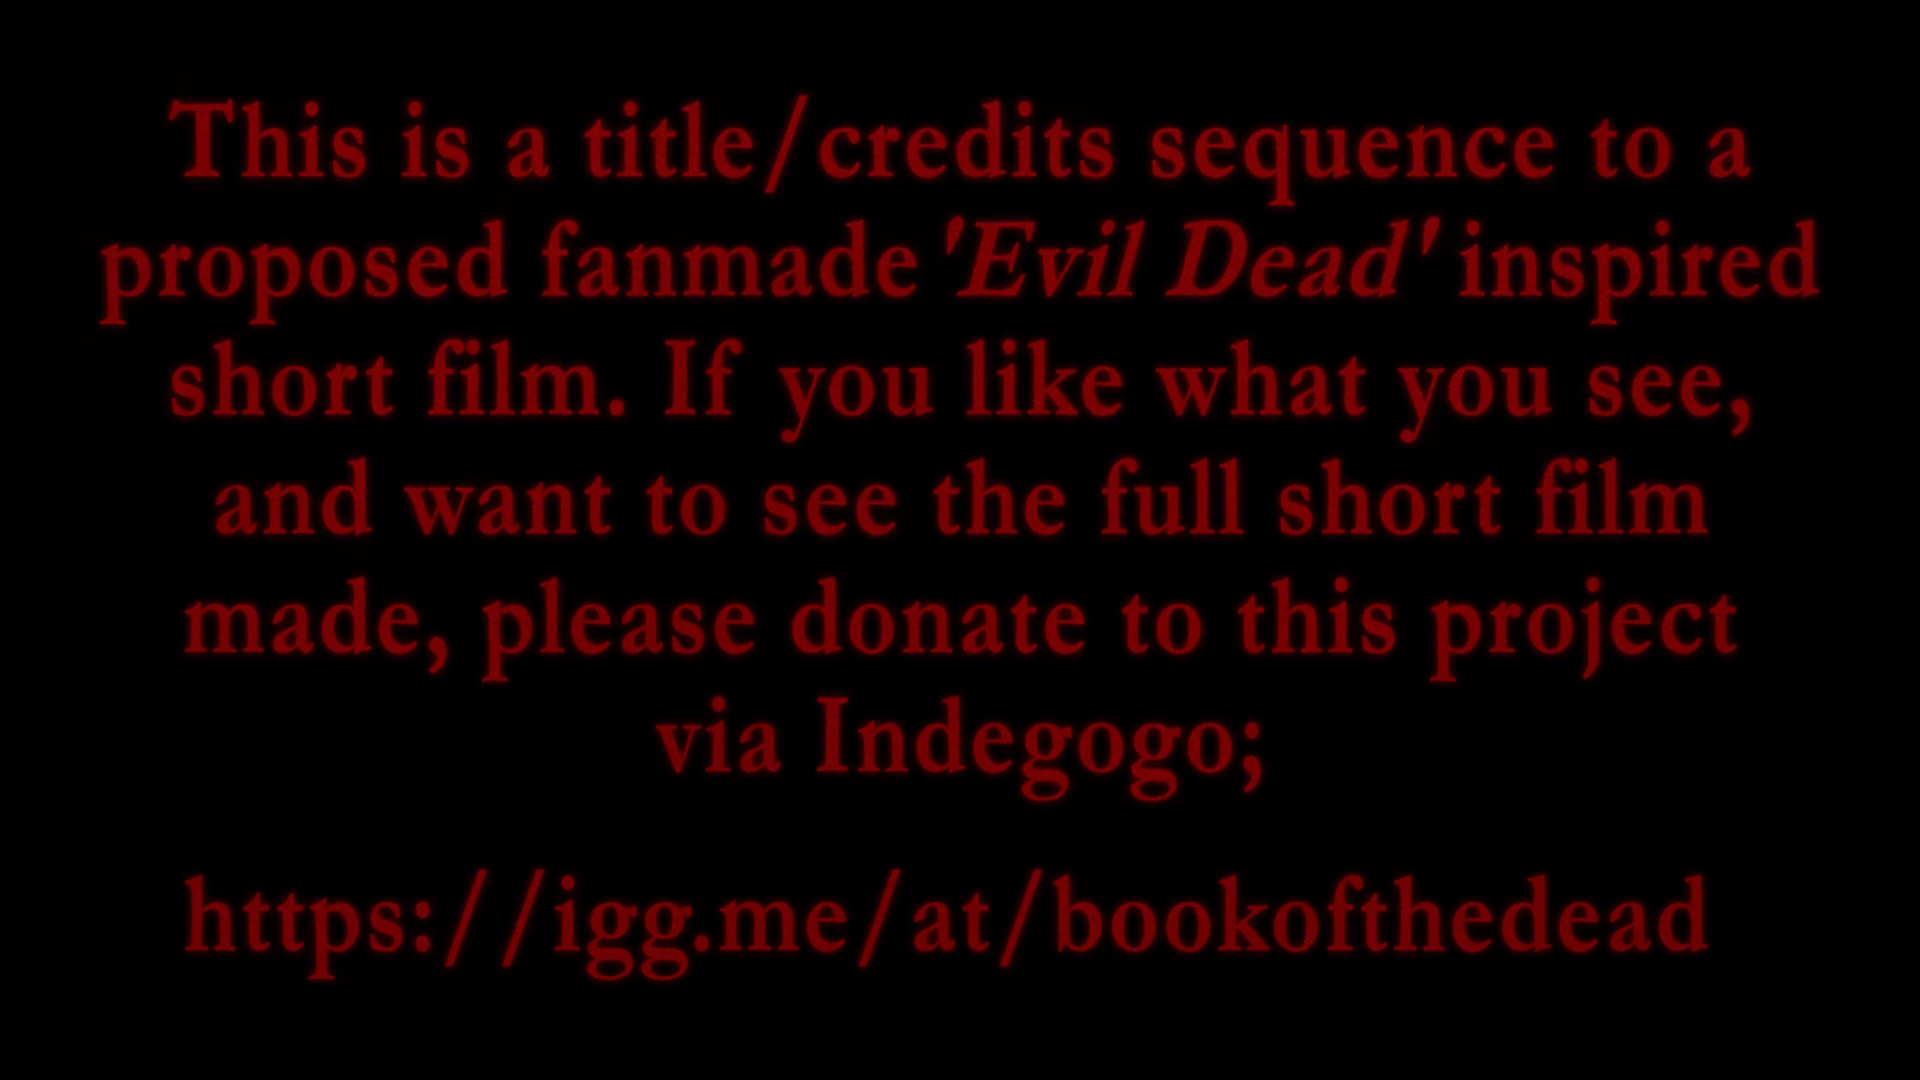 This is a title/credits sequence to a
proposed fanmade 'Evil Dead' inspired
short film. If you like what you see,
and want to see the full short film
made, please donate to this project
via Indegogo;
https://igg.me/at/bookofthedead